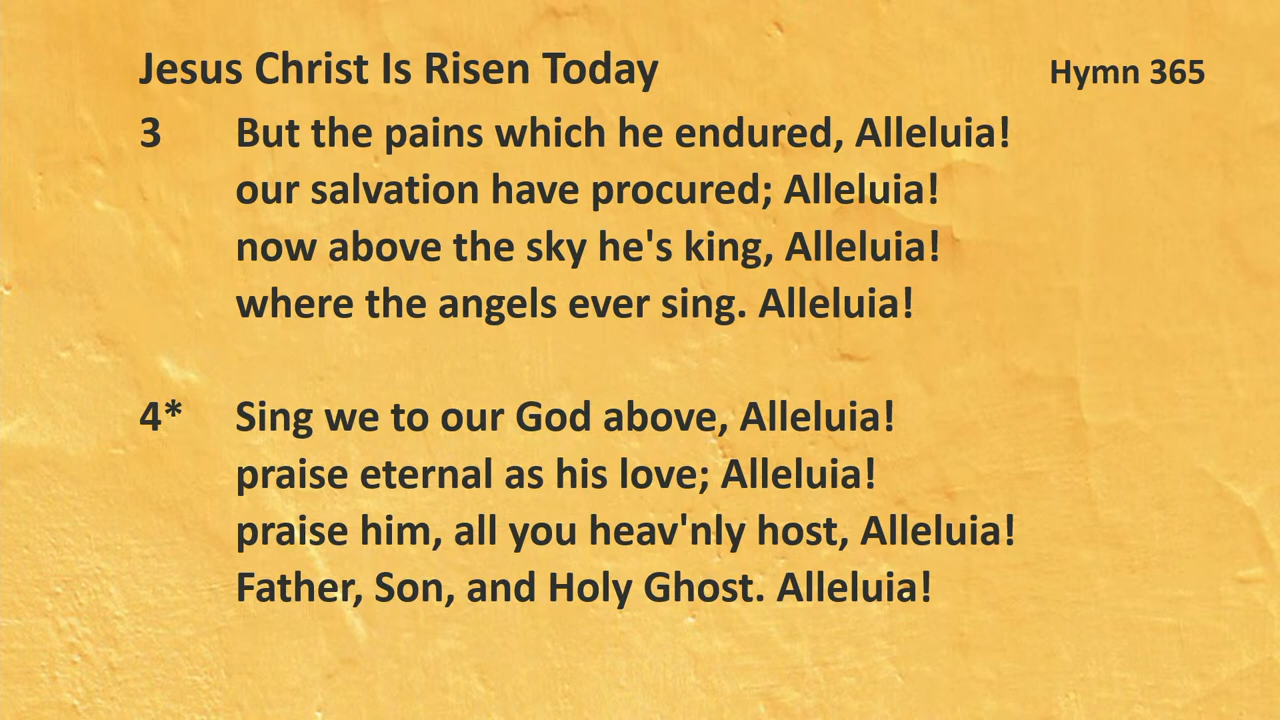 Jesus Christ Is Risen Today Hymn 365
3 But the pains which he endured, Alleluia!
our salvation have procured; Alleluia!
now above the sky he's king, Alleluia!
where the angels ever sing. Alleluia!
4* Sing we to our God above, Alleluia!
praise eternal as his love; Alleluia!
praise him, all you heav'nly host, Alleluia!
Father, Son, and Holy Ghost. Alleluia!